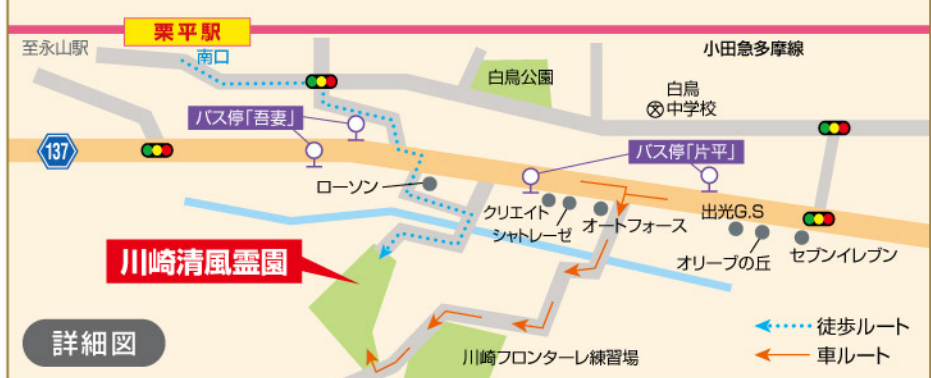 栗平駅
至永山駅
南口
小田急多摩線
白鳥公園
白鳥
中学校
バス停「吾妻」
137
バス停「片平」
ローソン
クリエイト
シャトレーゼ
オートフォース
出光G.S
オリーブの丘
セブンイレブン
川崎清風霊園
詳細図
川崎フロンターレ練習場
徒歩ルート
車ルート